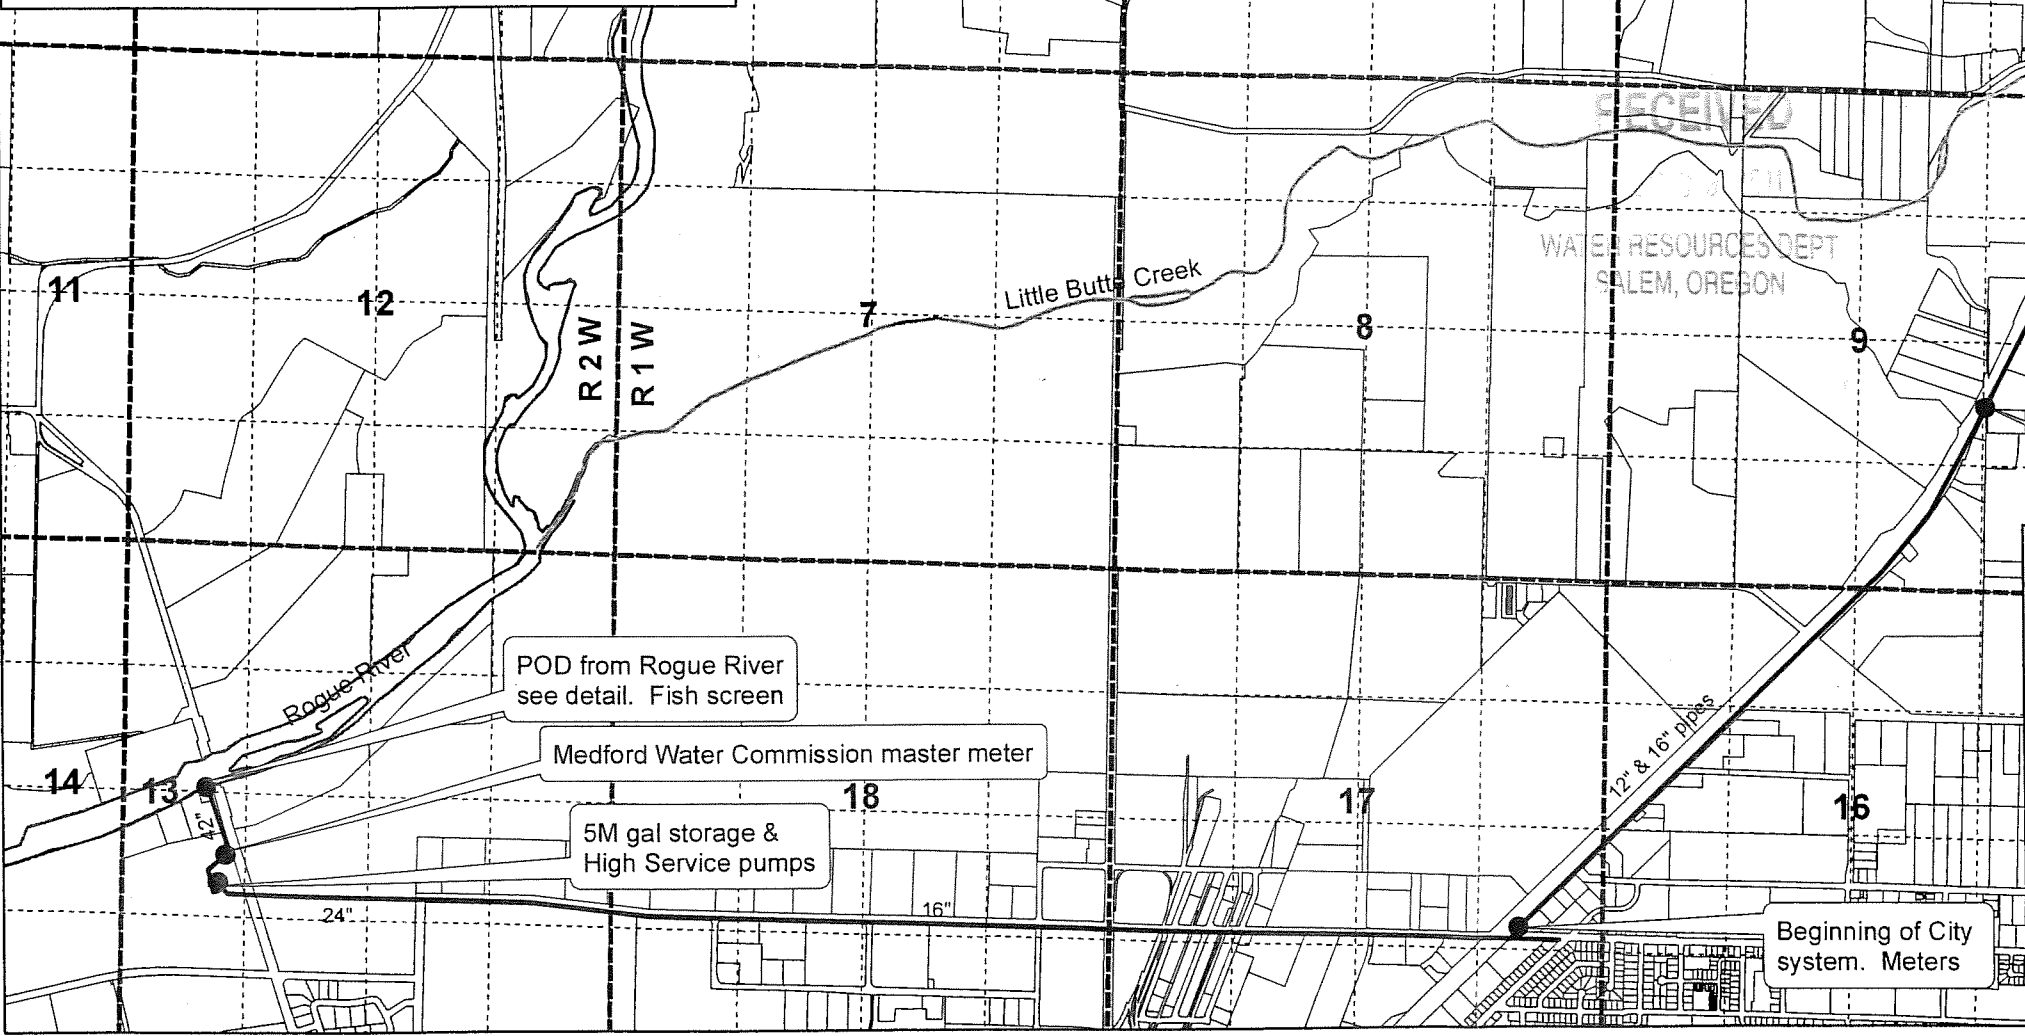 RECEIVED
WATER RESOURCES DEPT
SALEM, OREGON
Little Butte Creek
11
12
7
8
9
R 2 W
R 1 W
Rogue River
POD from Rogue River
see detail. Fish screen
Medford Water Commission master meter
12" & 16" pipes
14
13
18
17
16
42"
5M gal storage &
High Service pumps
24"
16"
Beginning of City
system. Meters